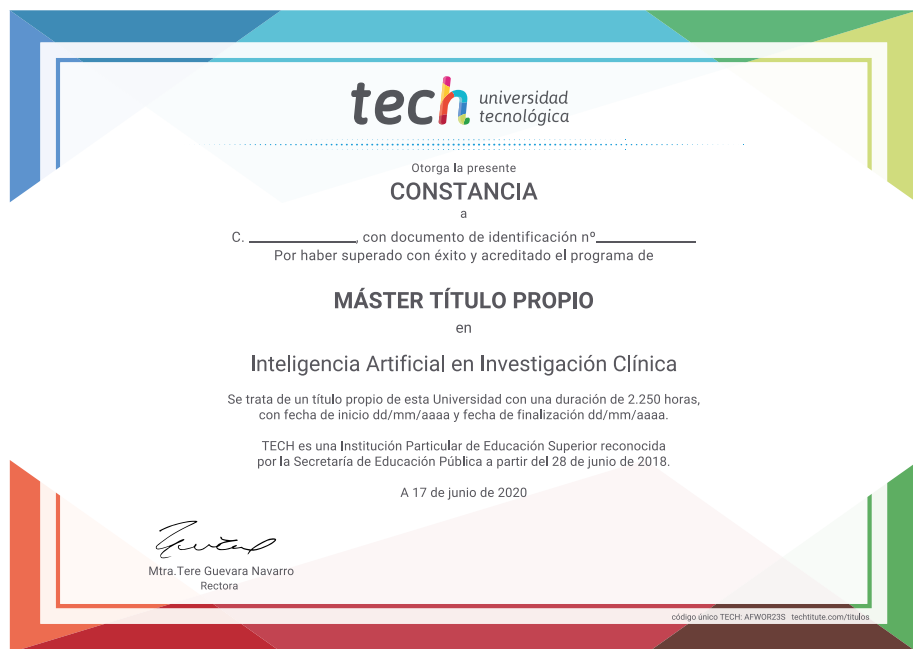 tech universidad
tecnológica
Otorga la presente
CONSTANCIA
a
C. ____________, con documento de identificación nº____________
Por haber superado con éxito y acreditado el programa de
MÁSTER TÍTULO PROPIO
en
Inteligencia Artificial en Investigación Clínica
Se trata de un título propio de esta Universidad con una duración de 2.250 horas,
con fecha de inicio dd/mm/aaaa y fecha de finalización dd/mm/aaaa.
TECH es una Institución Particular de Educación Superior reconocida
por la Secretaría de Educación Pública a partir del 28 de junio de 2018.
A 17 de junio de 2020
Mtra.Tere Guevara Navarro
Rectora
código único TECH: AFWOR23S techtitute.com/titulos